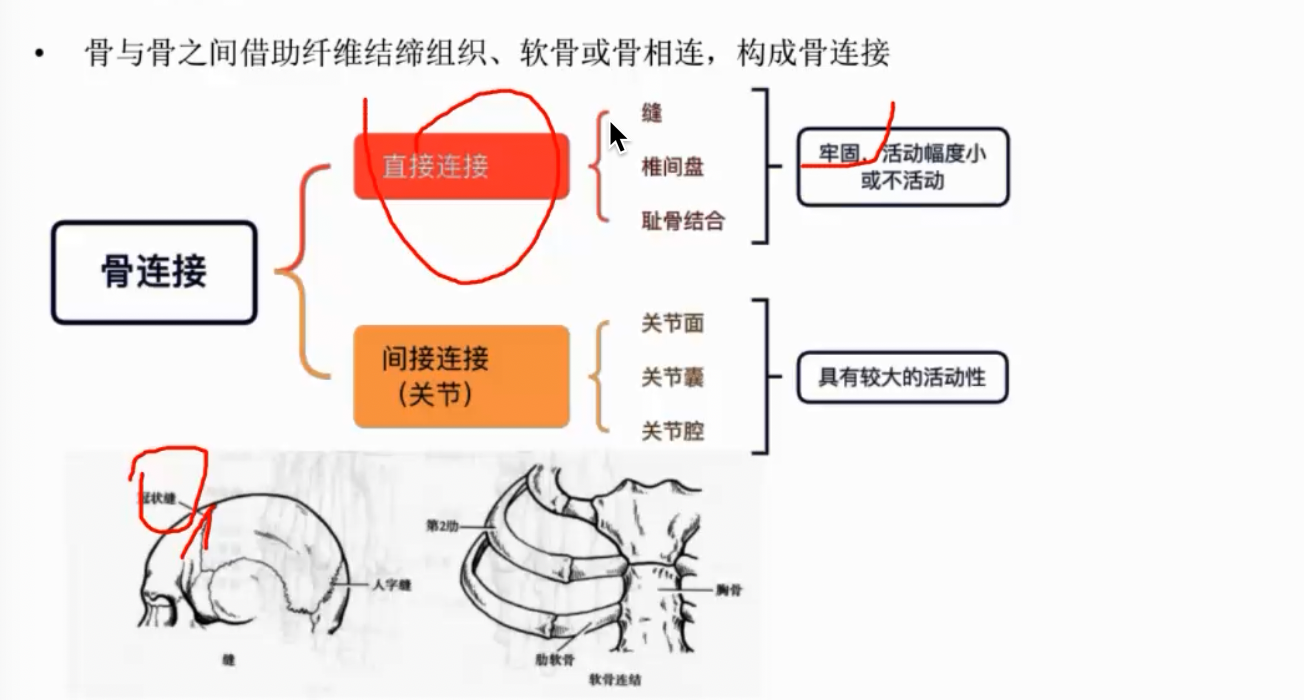 • 骨与骨之间借助纤维结缔组织、软骨或骨相连，构成骨连接
骨连接
直接连接
缝
椎间盘
耻骨结合
牢固、活动幅度小
或不活动
间接连接
（关节）
关节面
关节囊
关节腔
具有较大的活动性
冠状缝
人字缝
缝
第2肋
胸骨
肋软骨
软骨连结